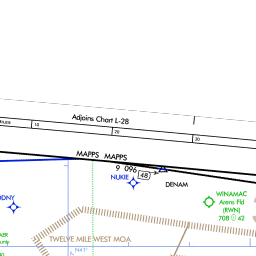 Adjoins Chart L-28
10
20
30
MAPPS MAPPS
9 096
48
NUKIE
DENAM
WINAMAC
Arens Fld
(RWN)
708 42
TWELVE MILE WEST MOA
N41°